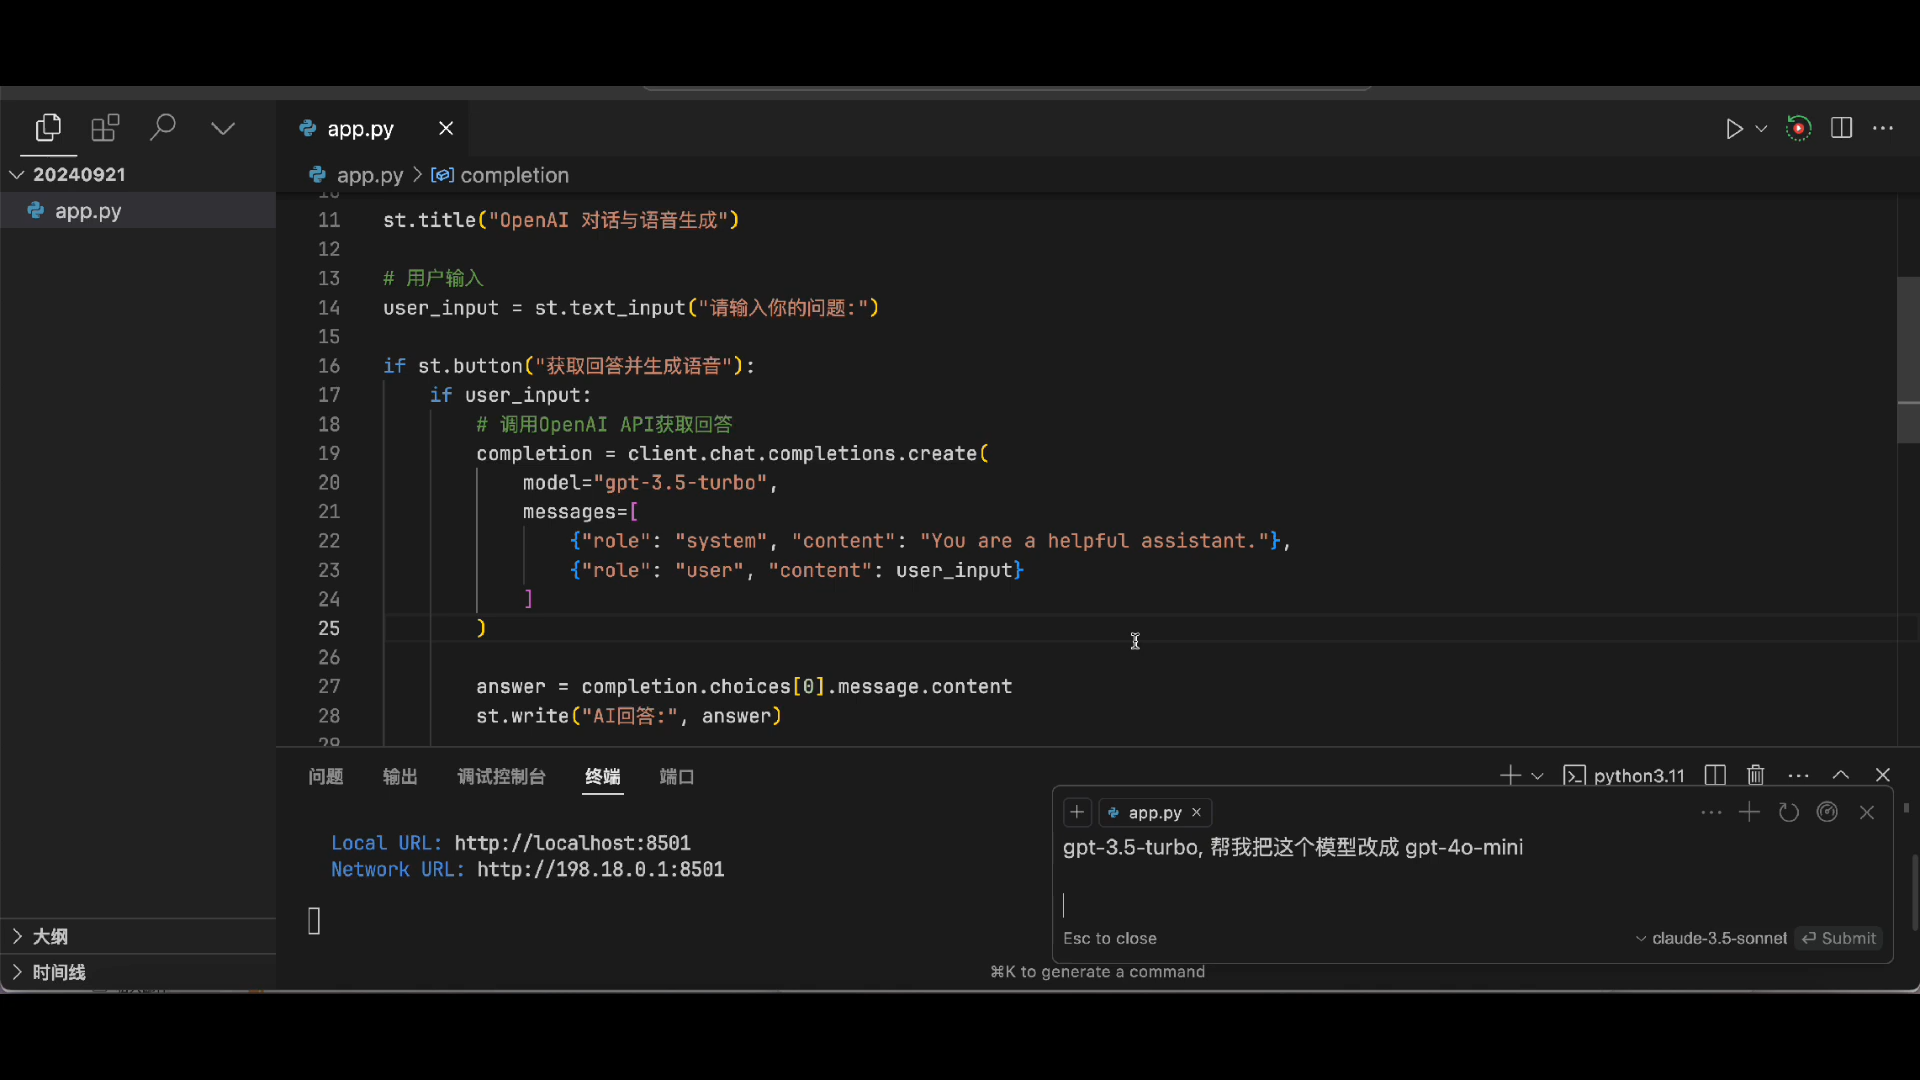 app.py
20240921
app.py
app.py > completion
11 st.title("OpenAI 对话与语音生成")
12
13 # 用户输入
14 user_input = st.text_input("请输入你的问题:")
15
16 if st.button("获取回答并生成语音"):
17 if user_input:
18 # 调用OpenAI API获取回答
19 completion = client.chat.completions.create(
20 model="gpt-3.5-turbo",
21 messages=[
22 {"role": "system", "content": "You are a helpful assistant."},
23 {"role": "user", "content": user_input}
24 ]
25 )
26
27 answer = completion.choices[0].message.content
28 st.write("AI回答:", answer)
29
问题 输出 调试控制台 终端 端口
python3.11
Local URL: http://localhost:8501
Network URL: http://198.18.0.1:8501
app.py
gpt-3.5-turbo, 帮我把这个模型改成 gpt-4o-mini
Esc to close
claude-3.5-sonnet
Submit
⌘K to generate a command
大纲
时间线